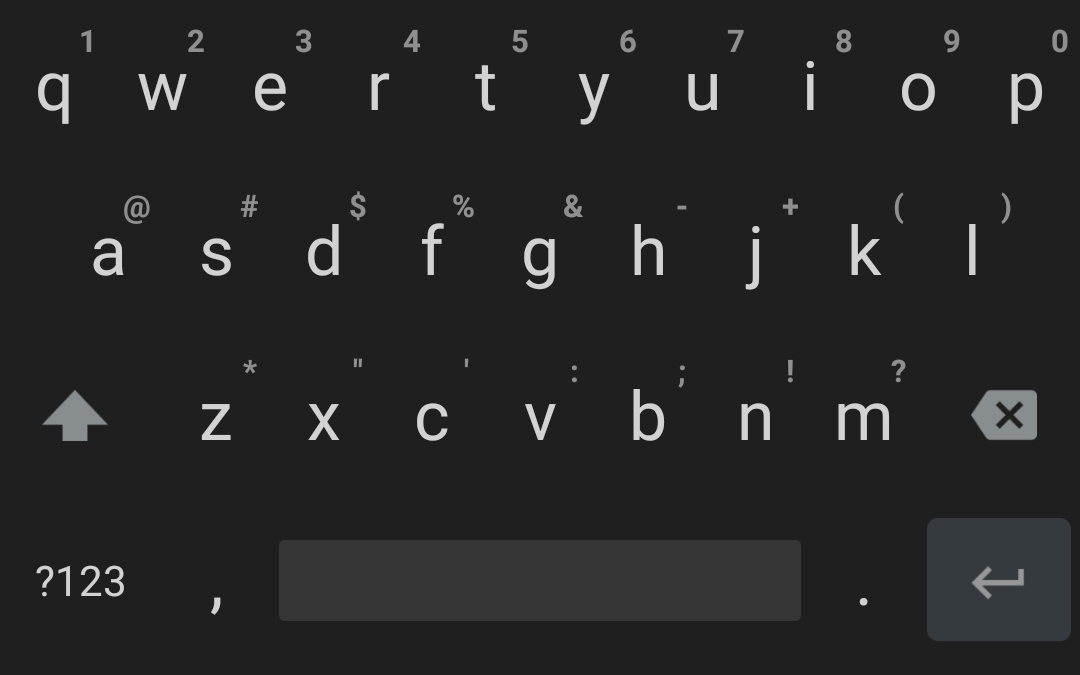 1 2 3 4 5 6 7 8 9 0
q w e r t y u i o p
@ # $ % & - + ( )
a s d f g h j k l
* " ' : ; ! ?
z x c v b n m
?123 , .